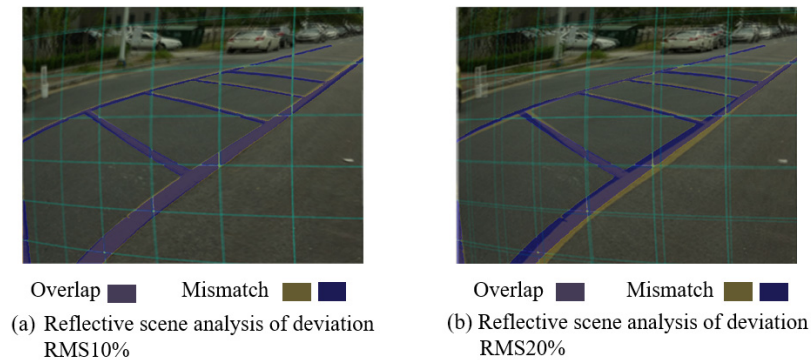 Overlap Mismatch
(a) Reflective scene analysis of deviation
RMS10%
Overlap Mismatch
(b) Reflective scene analysis of deviation
RMS20%